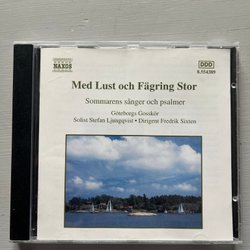 NAXOS
DDD
8.554389
Med Lust och Fägring Stor
Sommarens sånger och psalmer
Göteborgs Gosskör
Solist Stefan Ljungqvist • Dirigent Fredrik Sixten